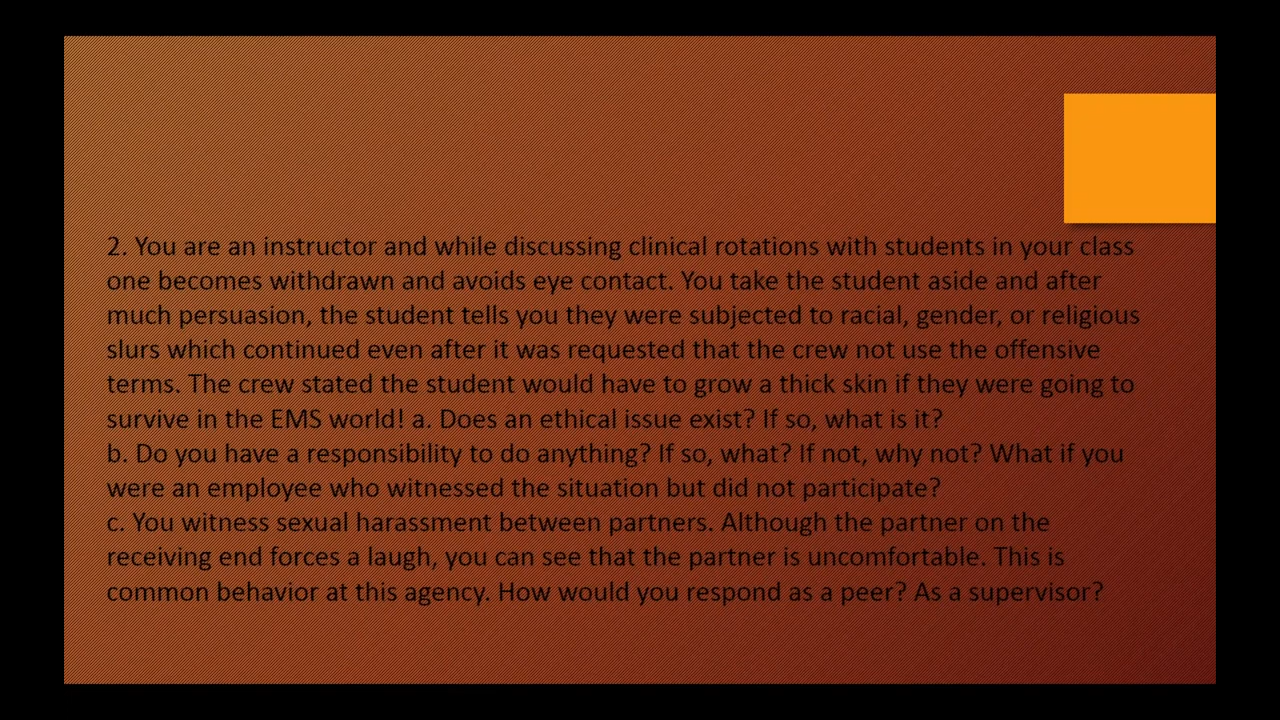 2. You are an instructor and while discussing clinical rotations with students in your class
one becomes withdrawn and avoids eye contact. You take the student aside and after
much persuasion, the student tells you they were subjected to racial, gender, or religious
slurs which continued even after it was requested that the crew not use the offensive
terms. The crew stated the student would have to grow a thick skin if they were going to
survive in the EMS world! a. Does an ethical issue exist? If so, what is it?
b. Do you have a responsibility to do anything? If so, what? If not, why not? What if you
were an employee who witnessed the situation but did not participate?
c. You witness sexual harassment between partners. Although the partner on the
receiving end forces a laugh, you can see that the partner is uncomfortable. This is
common behavior at this agency. How would you respond as a peer? As a supervisor?